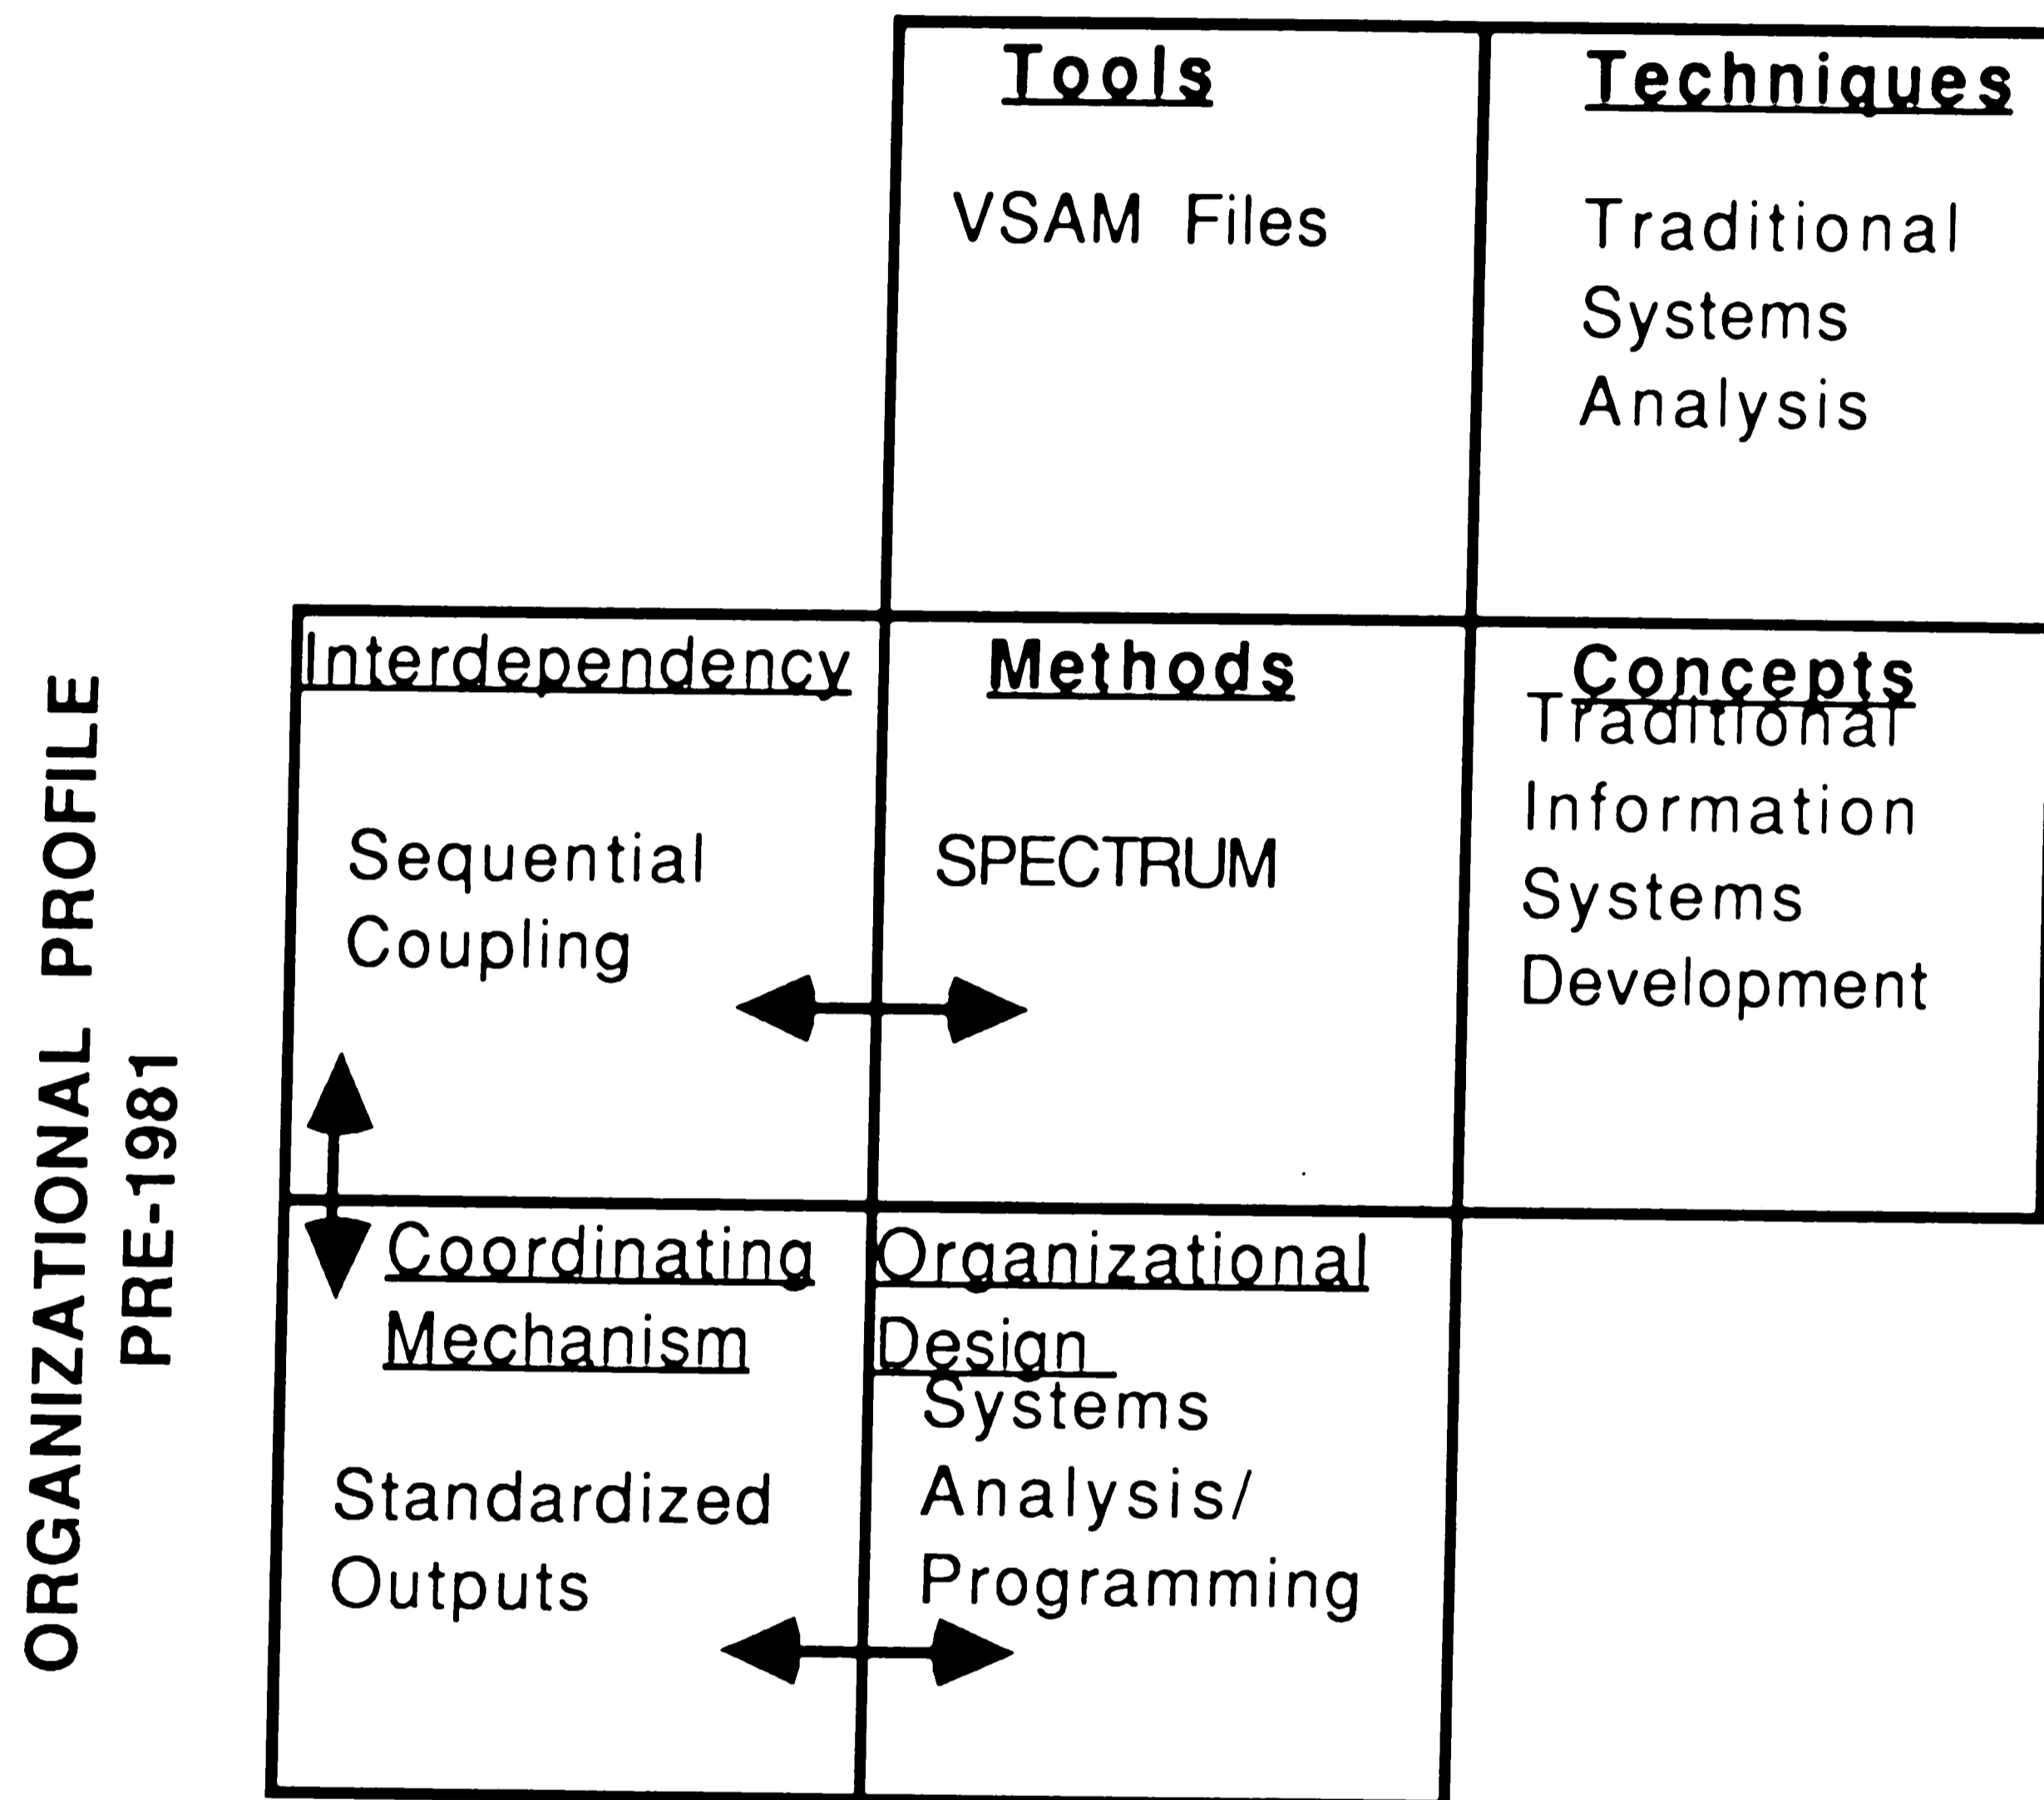 Tools
VSAM Files
Techniques
Traditional
Systems
Analysis
ORGANIZATIONAL PROFILE
PRE-1981
Interdependency
Sequential
Coupling
Methods
SPECTRUM
Concepts
Traditional
Information
Systems
Development
Coordinating
Mechanism
Standardized
Outputs
Organizational
Design
Systems
Analysis/
Programming